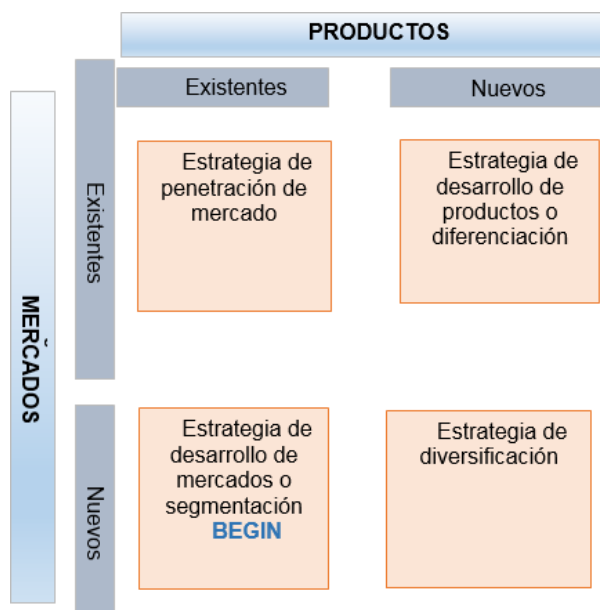 PRODUCTOS
Existentes
Nuevos
MERCADOS
Existentes
Estrategia de
penetración de
mercado
Estrategia de
desarrollo de
productos o
diferenciación
Nuevos
Estrategia de
desarrollo de
mercados o
segmentación
BEGIN
Estrategia de
diversificación